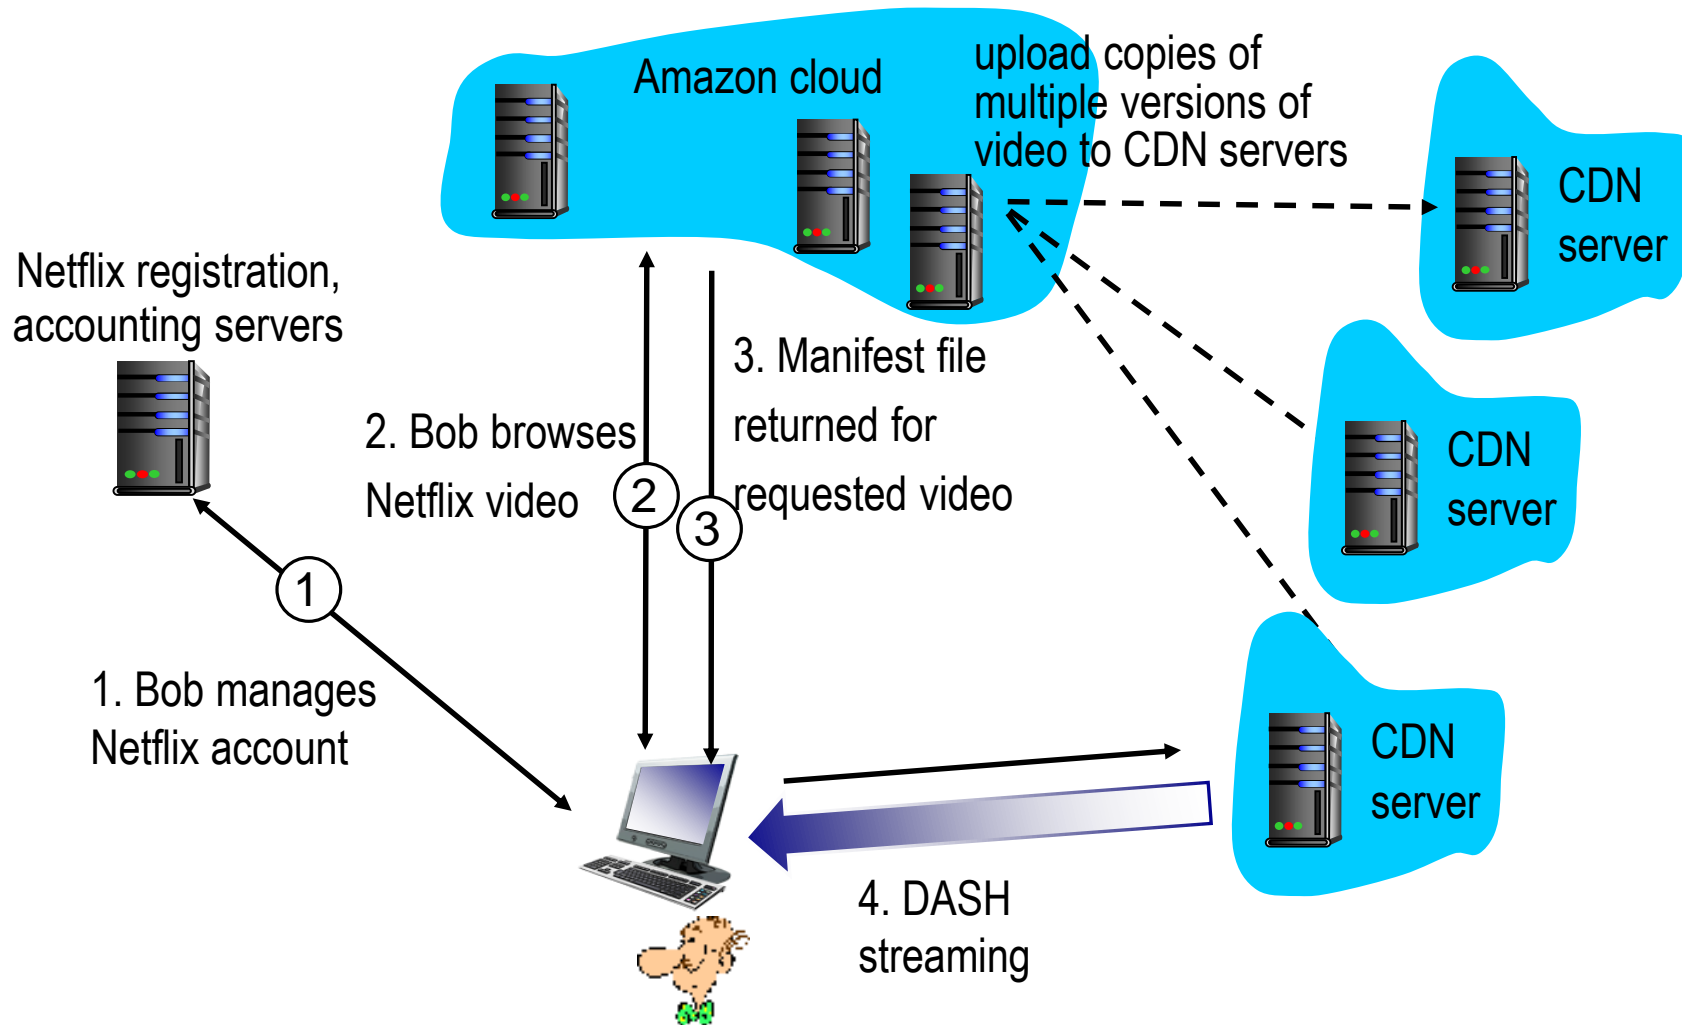 Amazon cloud
upload copies of
multiple versions of
video to CDN servers
CDN
server
Netflix registration,
accounting servers
3. Manifest file
returned for
requested video
2. Bob browses
Netflix video
2
3
CDN
server
1
1. Bob manages
Netflix account
CDN
server
4. DASH
streaming